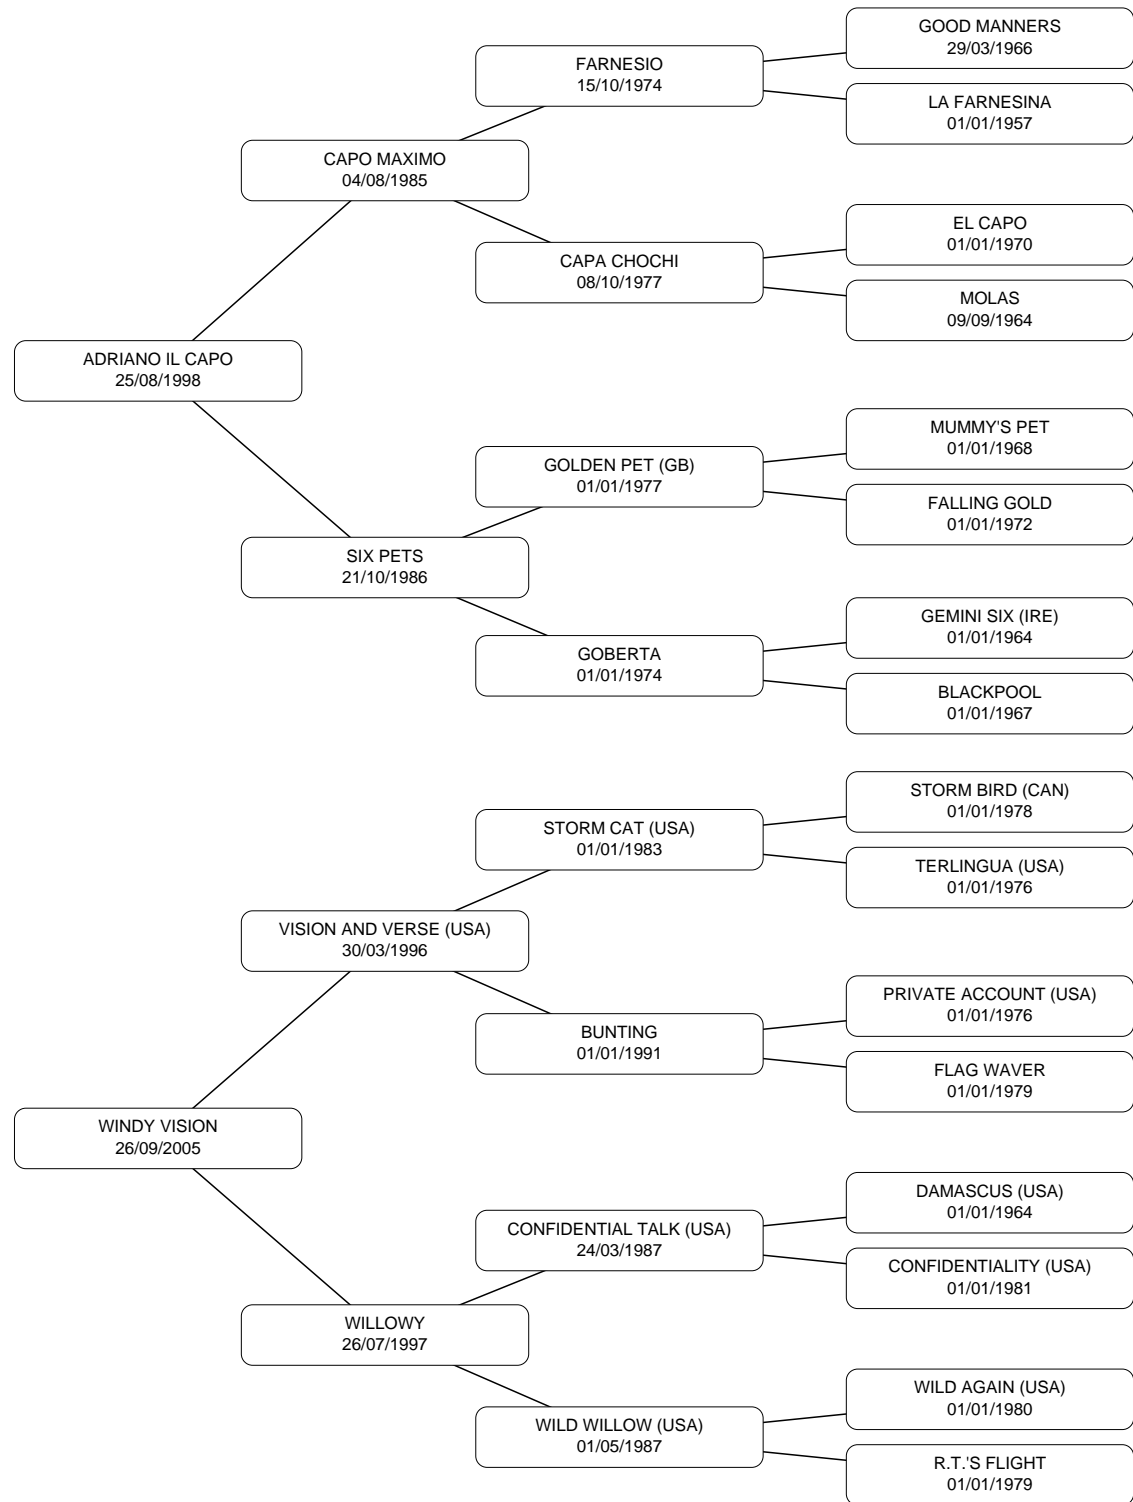 GOOD MANNERS
29/03/1966
FARNESIO
15/10/1974
LA FARNESINA
01/01/1957
CAPO MAXIMO
04/08/1985
EL CAPO
01/01/1970
CAPA CHOCHI
08/10/1977
MOLAS
09/09/1964
ADRIANO IL CAPO
25/08/1998
MUMMY'S PET
01/01/1968
GOLDEN PET (GB)
01/01/1977
FALLING GOLD
01/01/1972
SIX PETS
21/10/1986
GEMINI SIX (IRE)
01/01/1964
GOBERTA
01/01/1974
BLACKPOOL
01/01/1967
STORM BIRD (CAN)
01/01/1978
STORM CAT (USA)
01/01/1983
TERLINGUA (USA)
01/01/1976
VISION AND VERSE (USA)
30/03/1996
PRIVATE ACCOUNT (USA)
01/01/1976
BUNTING
01/01/1991
FLAG WAVER
01/01/1979
WINDY VISION
26/09/2005
DAMASCUS (USA)
01/01/1964
CONFIDENTIAL TALK (USA)
24/03/1987
CONFIDENTIALITY (USA)
01/01/1981
WILLOWY
26/07/1997
WILD AGAIN (USA)
01/01/1980
WILD WILLOW (USA)
01/05/1987
R.T.'S FLIGHT
01/01/1979